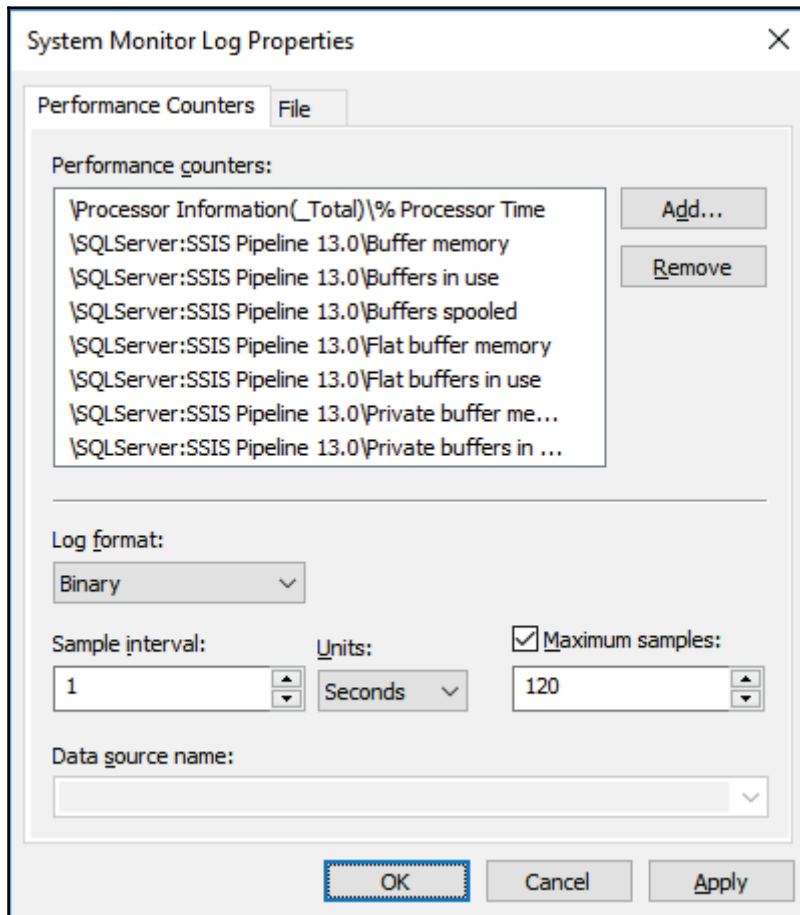 System Monitor Log Properties
Performance Counters
File
Performance counters:
\Processor Information(_Total)\% Processor Time
\SQLServer:SSIS Pipeline 13.0\Buffer memory
\SQLServer:SSIS Pipeline 13.0\Buffers in use
\SQLServer:SSIS Pipeline 13.0\Buffers spooled
\SQLServer:SSIS Pipeline 13.0\Flat buffer memory
\SQLServer:SSIS Pipeline 13.0\Flat buffers in use
\SQLServer:SSIS Pipeline 13.0\Private buffer me...
\SQLServer:SSIS Pipeline 13.0\Private buffers in ...
Add...
Remove
Log format:
Binary
Sample interval:
Units:
Maximum samples:
1
Seconds
120
Data source name:
OK
Cancel
Apply